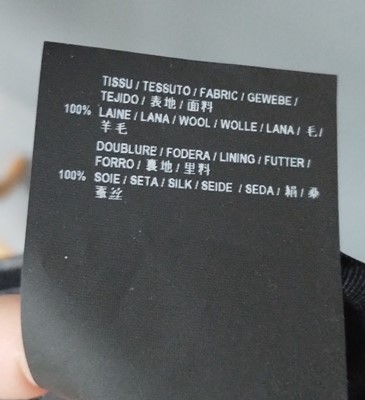 TISSU / TESSUTO / FABRIC / GEWEBE /
TEJIDO / 表地 / 面料
100% LAINE / LANA / WOOL / WOLLE / LANA / 毛 /
羊毛
DOUBLURE / FODERA / LINING / FUTTER /
FORRO / 裏地 / 里料
100% SOIE / SETA / SILK / SEIDE / SEDA / 絹 / 桑
蚕丝